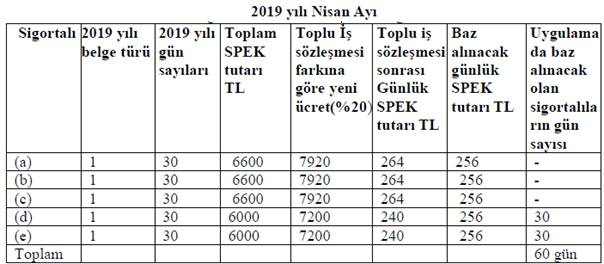 2019 yılı Nisan Ayı
Sigortalı 2019 yılı belge türü 2019 yılı gün sayıları Toplam SPEK tutarı TL Toplu İş sözleşmesi farkına göre yeni ücret(%20) Toplu iş sözleşmesi sonrası Günlük SPEK tutarı TL Baz alınacak günlük SPEK tutarı TL Uygulama da baz alınacak olan sigortalıla rın gün sayısı
(a) 1 30 6600 7920 264 256 -
(b) 1 30 6600 7920 264 256 -
(c) 1 30 6600 7920 264 256 -
(d) 1 30 6000 7200 240 256 30
(e) 1 30 6000 7200 240 256 30
Toplam 60 gün